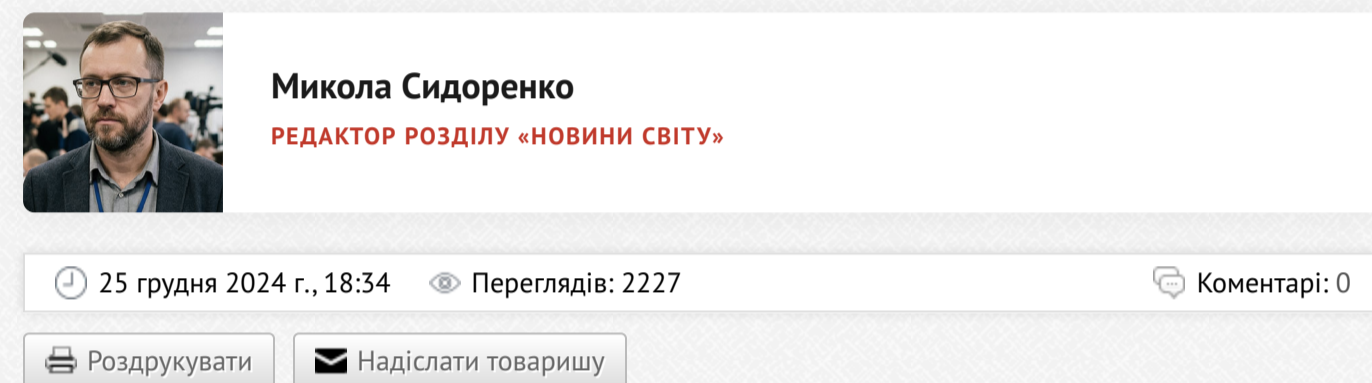 Микола Сидоренко
РЕДАКТОР РОЗДІЛУ «НОВИНИ СВІТУ»
25 грудня 2024 г., 18:34 Переглядів: 2227 Коментарі: 0
Роздрукувати Надіслати товаришу